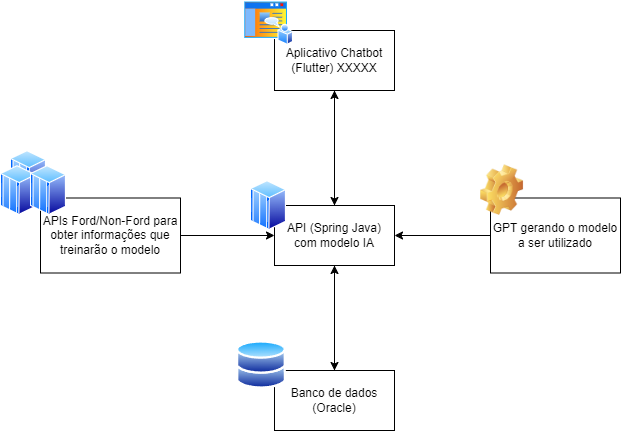 Aplicativo Chatbot
(Flutter) XXXXX
APIs Ford/Non-Ford para
obter informações que
treinarão o modelo
API (Spring Java)
com modelo IA
GPT gerando o modelo
a ser utilizado
Banco de dados
(Oracle)